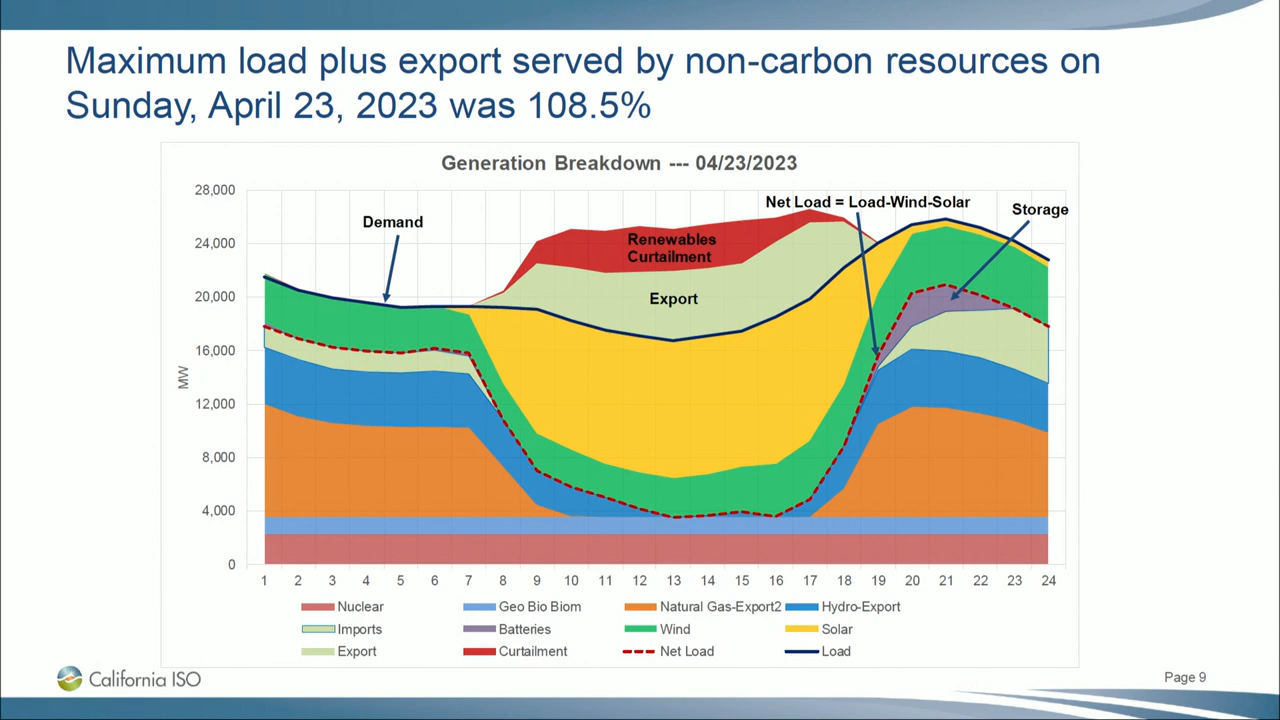 Maximum load plus export served by non-carbon resources on
Sunday, April 23, 2023 was 108.5%
Generation Breakdown --- 04/23/2023
28,000
24,000
20,000
16,000
12,000
8,000
4,000
0
MW
Demand
Renewables
Curtailment
Export
Net Load = Load-Wind-Solar
Storage
1 2 3 4 5 6 7 8 9 10 11 12 13 14 15 16 17 18 19 20 21 22 23 24
Nuclear Geo Bio Biom Natural Gas-Export2 Hydro-Export
Imports Batteries Wind Solar
Export Curtailment Net Load Load
California ISO
Page 9